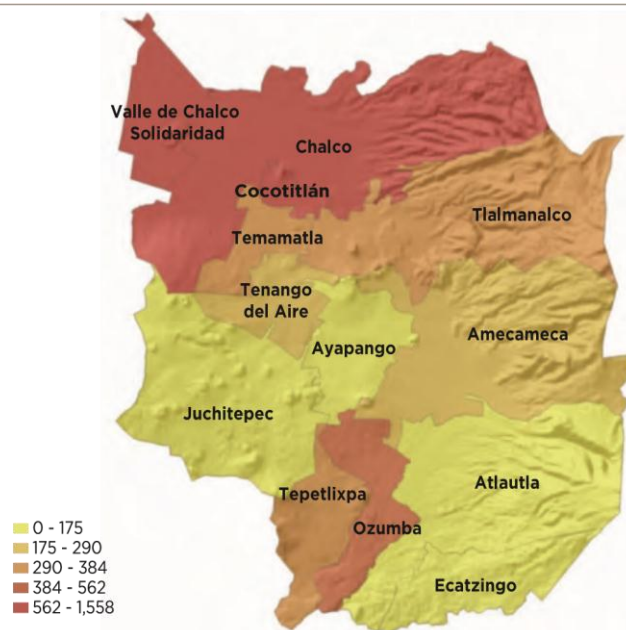 Valle de Chalco
Solidaridad
Chalco
Cocotitlán
Tlalmanalco
Temamatla
Tenango
del Aire
Amecameca
Ayapango
Juchitepec
Atlautla
Tepetlixpa
Ozumba
Ecatzingo
0 - 175
175 - 290
290 - 384
384 - 562
562 - 1,558